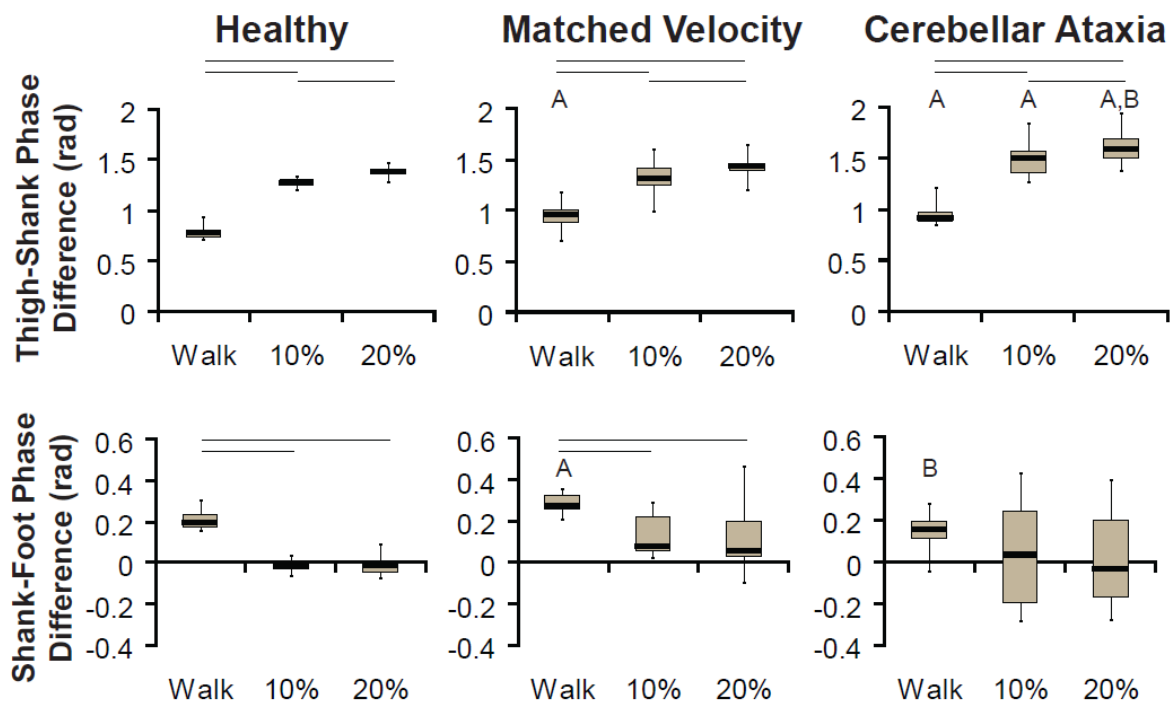 Healthy
Matched Velocity
Cerebellar Ataxia
Thigh-Shank Phase
Difference (rad)
2
1.5
1
0.5
0
Walk 10% 20%
A
2
1.5
1
0.5
0
Walk 10% 20%
A A A,B
2
1.5
1
0.5
0
Walk 10% 20%
Shank-Foot Phase
Difference (rad)
0.6
0.4
0.2
0
-0.2
-0.4
Walk 10% 20%
A
0.6
0.4
0.2
0
-0.2
-0.4
Walk 10% 20%
B
0.6
0.4
0.2
0
-0.2
-0.4
Walk 10% 20%